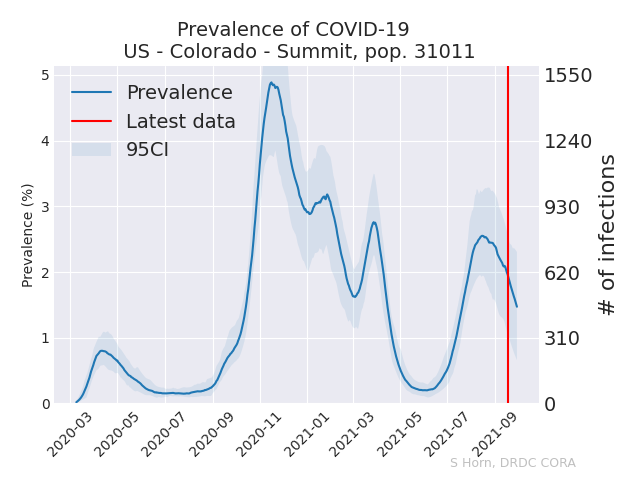 Prevalence of COVID-19
US - Colorado - Summit, pop. 31011
Prevalence
Latest data
95CI
Prevalence (%)
5
4
3
2
1
0
1550
1240
930
620
310
0
# of infections
2020-03
2020-05
2020-07
2020-09
2020-11
2021-01
2021-03
2021-05
2021-07
2021-09
S Horn, DRDC CORA